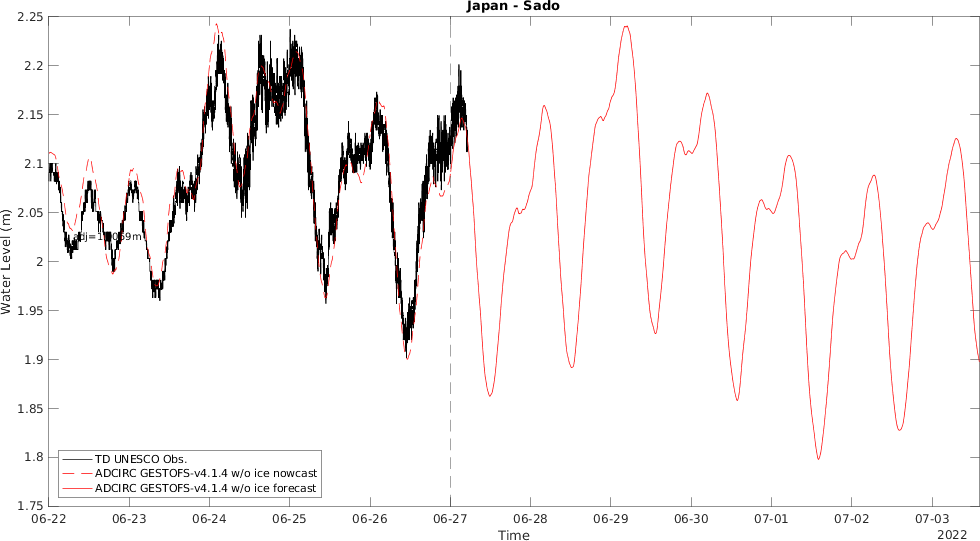 Japan - Sado
Water Level (m)
2.25
2.2
2.15
2.1
2.05
2
1.95
1.9
1.85
1.8
1.75
TD UNESCO Obs.
ADCIRC GESTOFS-v4.1.4 w/o ice nowcast
ADCIRC GESTOFS-v4.1.4 w/o ice forecast
06-22 06-23 06-24 06-25 06-26 06-27 06-28 06-29 06-30 07-01 07-02 07-03
Time
2022